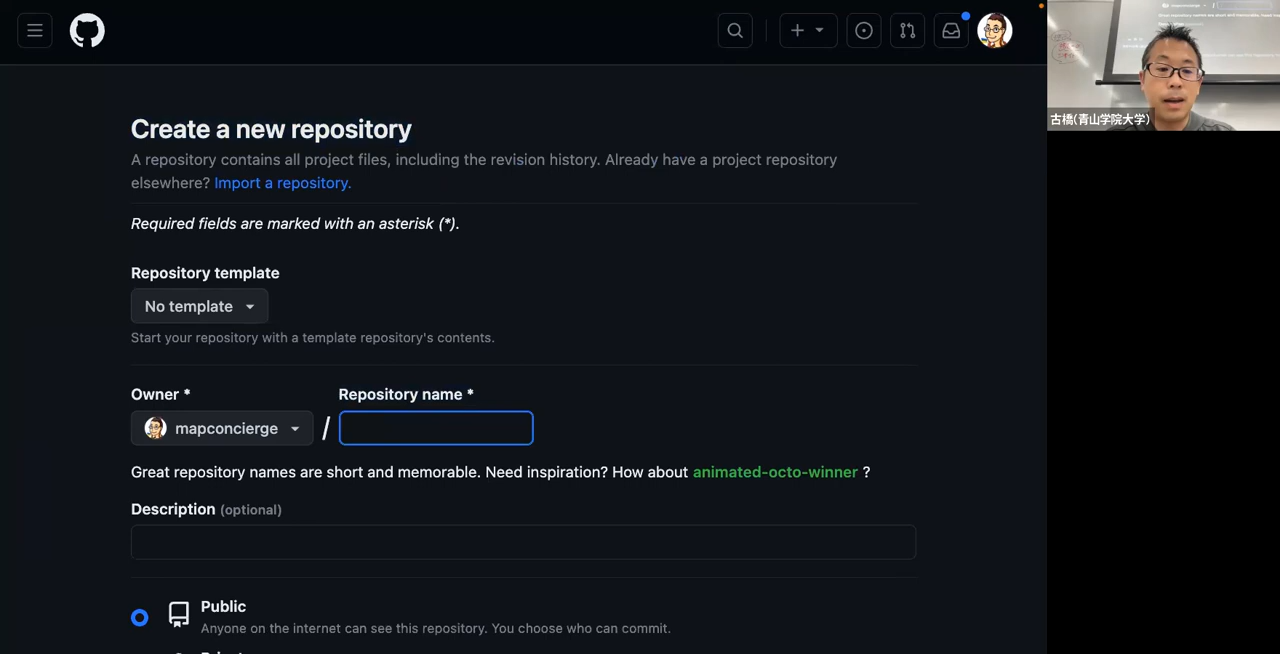 Create a new repository
A repository contains all project files, including the revision history. Already have a project repository
elsewhere? Import a repository.
Required fields are marked with an asterisk (*).
Repository template
No template
Start your repository with a template repository's contents.
Owner *
Repository name *
mapconcierge
/
Great repository names are short and memorable. Need inspiration? How about animated-octo-winner ?
Description (optional)
Public
Anyone on the internet can see this repository. You choose who can commit.
古橋(青山学院大学)